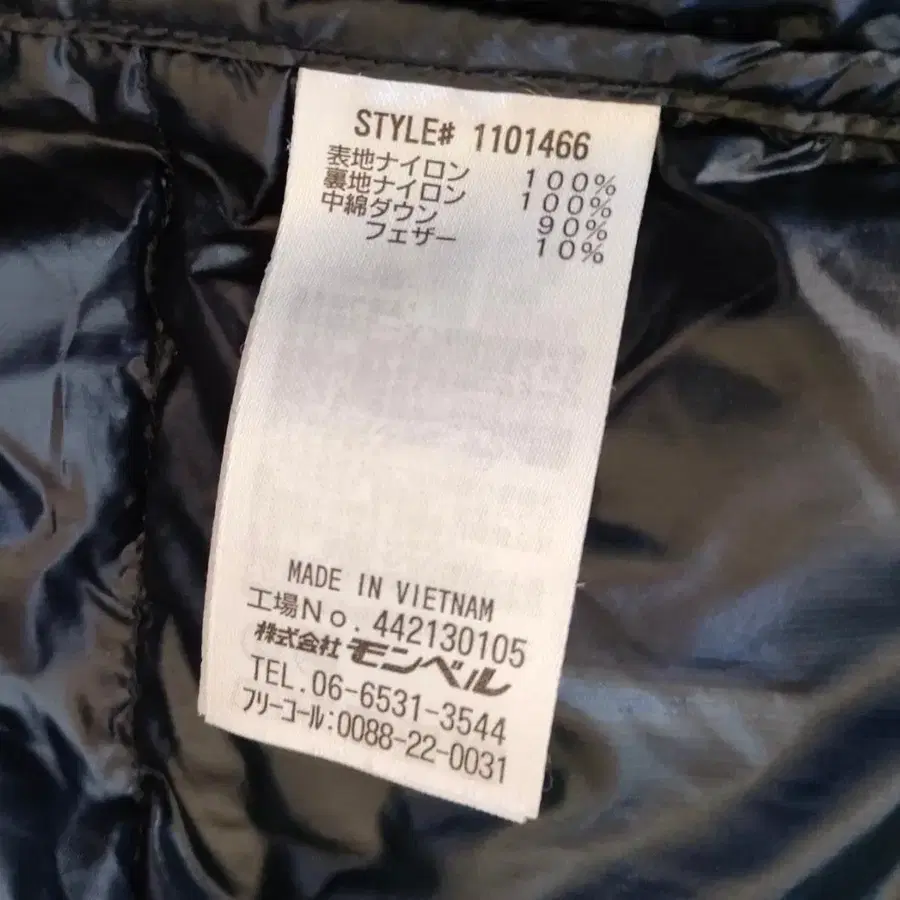 STYLE# 1101466
表地ナイロン 100%
裏地ナイロン 100%
中綿ダウン 90%
フェザー 10%
MADE IN VIETNAM
工場No. 442130105
株式会社モンベル
TEL. 06-6531-3544
フリーコール:0088-22-0031